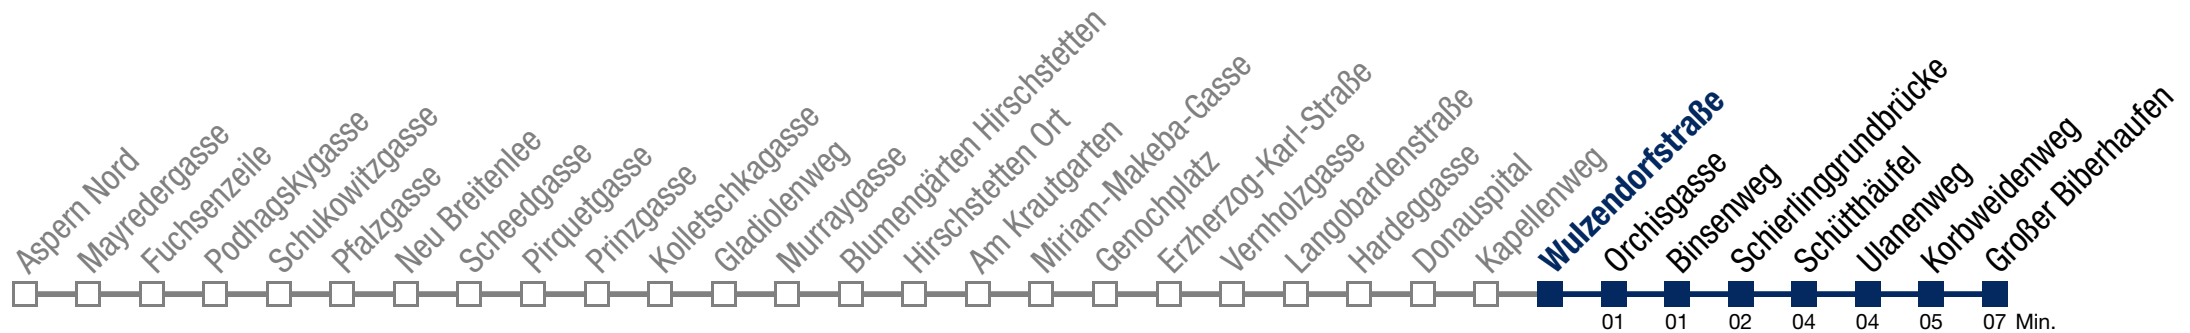 Aspern Nord
Mayredergasse
Fuchsenzeile
Podhagskygasse
Schukowitzgasse
Pfalzgasse
Neu Breitenlee
Scheedgasse
Pirquetgasse
Prinzgasse
Kolletschkagasse
Gladiolenweg
Murraygasse
Blumengärten Hirschstetten
Hirschstetten Ort
Am Krautgarten
Miriam-Makeba-Gasse
Genochplatz
Erzherzog-Karl-Straße
Vernholzgasse
Langobardenstraße
Hardeggasse
Donauspital
Kapellenweg
Wulzendorfstraße
Orchisgasse
Binsenweg
Schierlinggrundbrücke
Schütthäufel
Ulanenweg
Korbweidenweg
Großer Biberhaufen
01 01 02 04 04 05 07 Min.